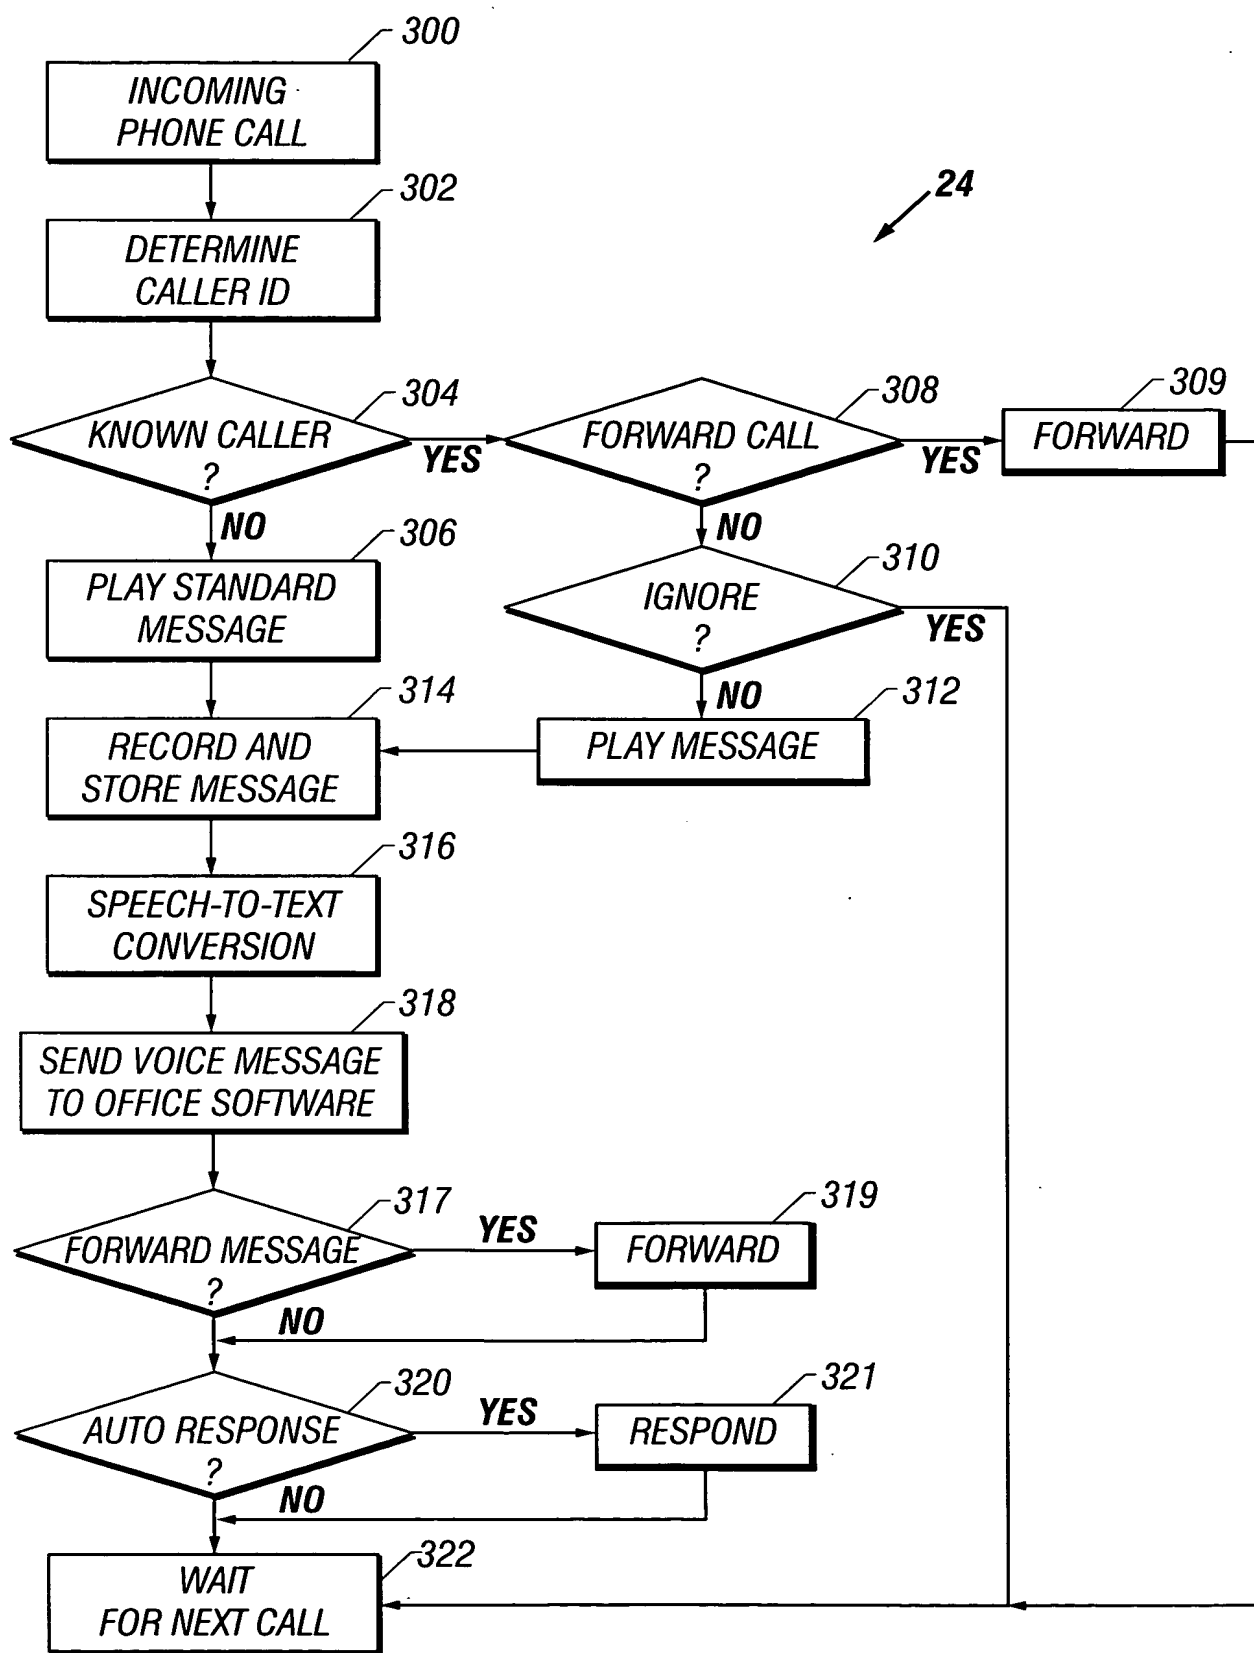 300
INCOMING
PHONE CALL
302
24
DETERMINE
CALLER ID
304
308
309
KNOWN CALLER
?
YES
FORWARD CALL
?
YES
FORWARD
NO
NO
306
310
PLAY STANDARD
MESSAGE
IGNORE
?
YES
NO
314
312
RECORD AND
STORE MESSAGE
PLAY MESSAGE
316
SPEECH-TO-TEXT
CONVERSION
318
SEND VOICE MESSAGE
TO OFFICE SOFTWARE
317
319
FORWARD MESSAGE
?
YES
FORWARD
NO
320
321
AUTO RESPONSE
?
YES
RESPOND
NO
322
WAIT
FOR NEXT CALL